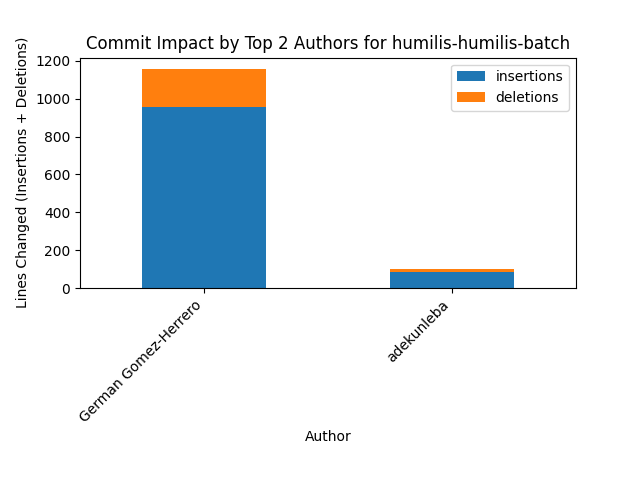 Commit Impact by Top 2 Authors for humilis-humilis-batch
Lines Changed (Insertions + Deletions)
1200
1000
800
600
400
200
0
insertions
deletions
German Gomez-Herrero
adekunleba
Author